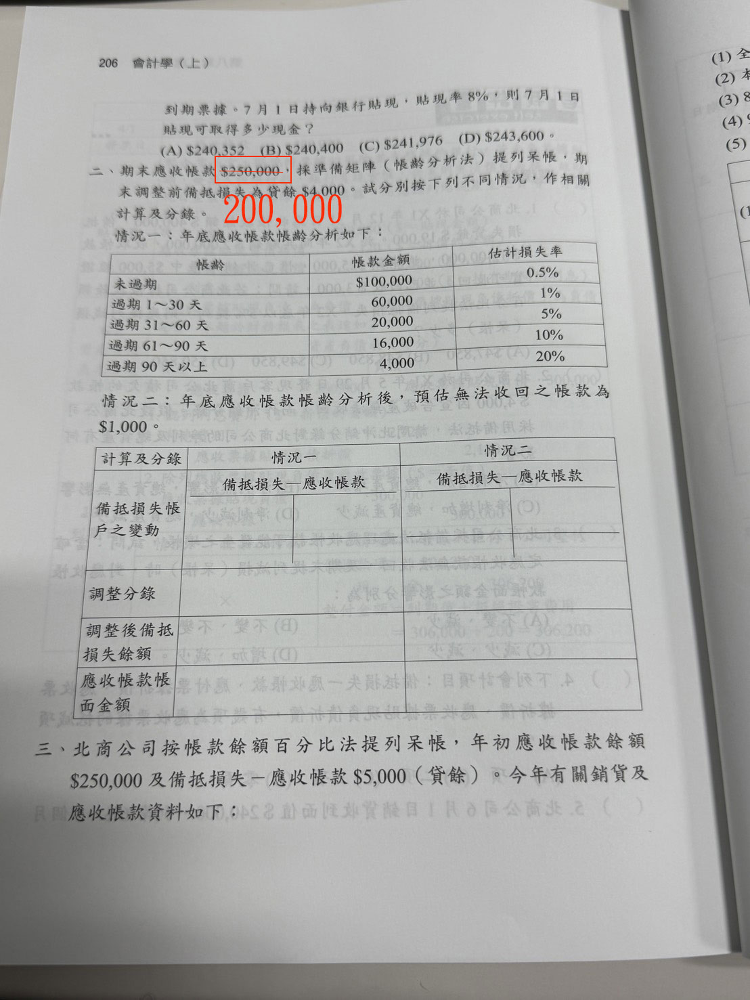 206 會計學（上）
到期票據。7 月 1 日持向銀行貼現，貼現率 8%，則 7 月 1 日
貼現可取得多少現金？
(A) $240,352 (B) $240,400 (C) $241,976 (D) $243,600。
二、期末應收帳款 $250,000，採準備矩陣（帳齡分析法）提列呆帳，期
末調整前備抵損失為貸餘 $4,000。試分別按下列不同情況，作相關
200,000
計算及分錄。
情況一：年底應收帳款帳齡分析如下：
帳齡 帳款金額 估計損失率
未過期 $100,000 0.5%
過期 1～30 天 60,000 1%
過期 31～60 天 20,000 5%
過期 61～90 天 16,000 10%
過期 90 天以上 4,000 20%
情況二：年底應收帳款帳齡分析後，預估無法收回之帳款為
$1,000。
計算及分錄 情況一 情況二
備抵損失—應收帳款 備抵損失—應收帳款
備抵損失帳
戶之變動
調整分錄
調整後備抵
損失餘額
應收帳款帳
面金額
三、北商公司按帳款餘額百分比法提列呆帳，年初應收帳款餘額
$250,000 及備抵損失－應收帳款 $5,000（貸餘）。今年有關銷貨及
應收帳款資料如下：
(1) 全
(2) 本
(3) 8
(4)
(5)
(1